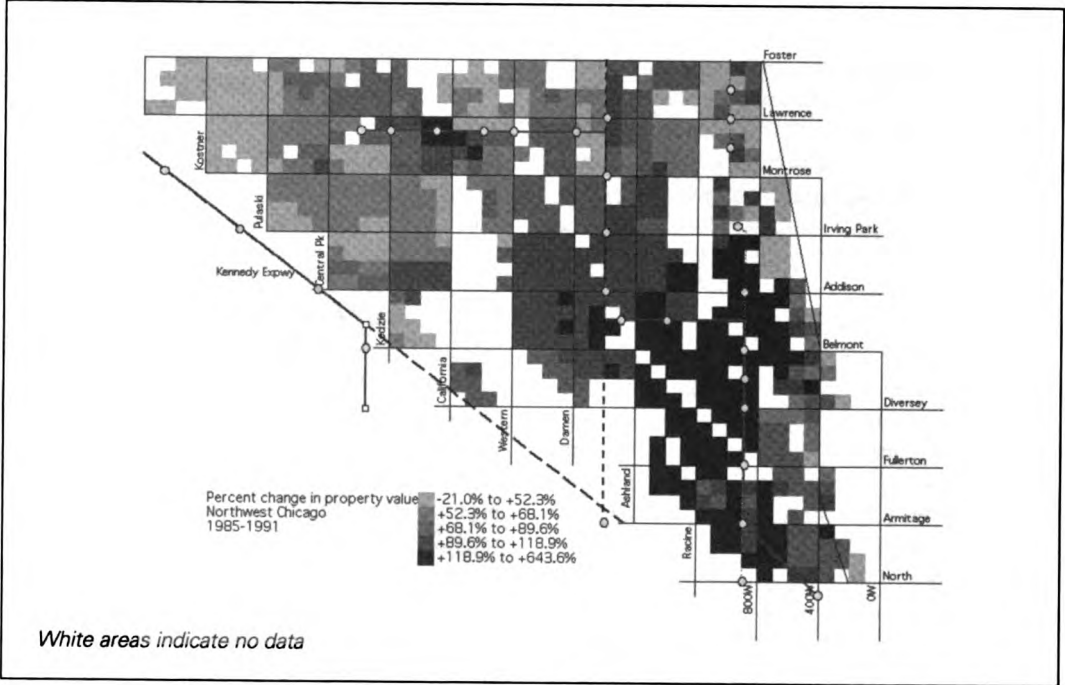 Foster
Lawrence
Kostner
Montrose
Pulaski
Irving Park
Central Pk
Kennedy Expwy
Addison
Kedzie
Belmont
California
Diversey
Western
Damen
Fullerton
Ashland
Percent change in property value
Northwest Chicago
1985-1991
-21.0% to +52.3%
+52.3% to +68.1%
+68.1% to +89.6%
+89.6% to +118.9%
+118.9% to +643.6%
Armitage
Racine
North
800W
400W
0W
White areas indicate no data